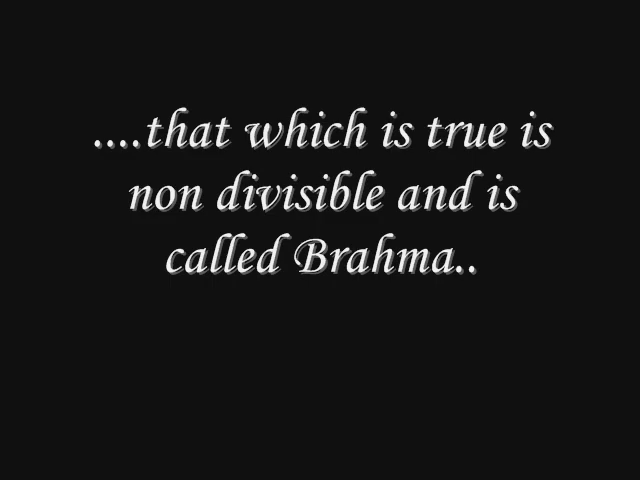 ....that which is true is
non divisible and is
called Brahma..